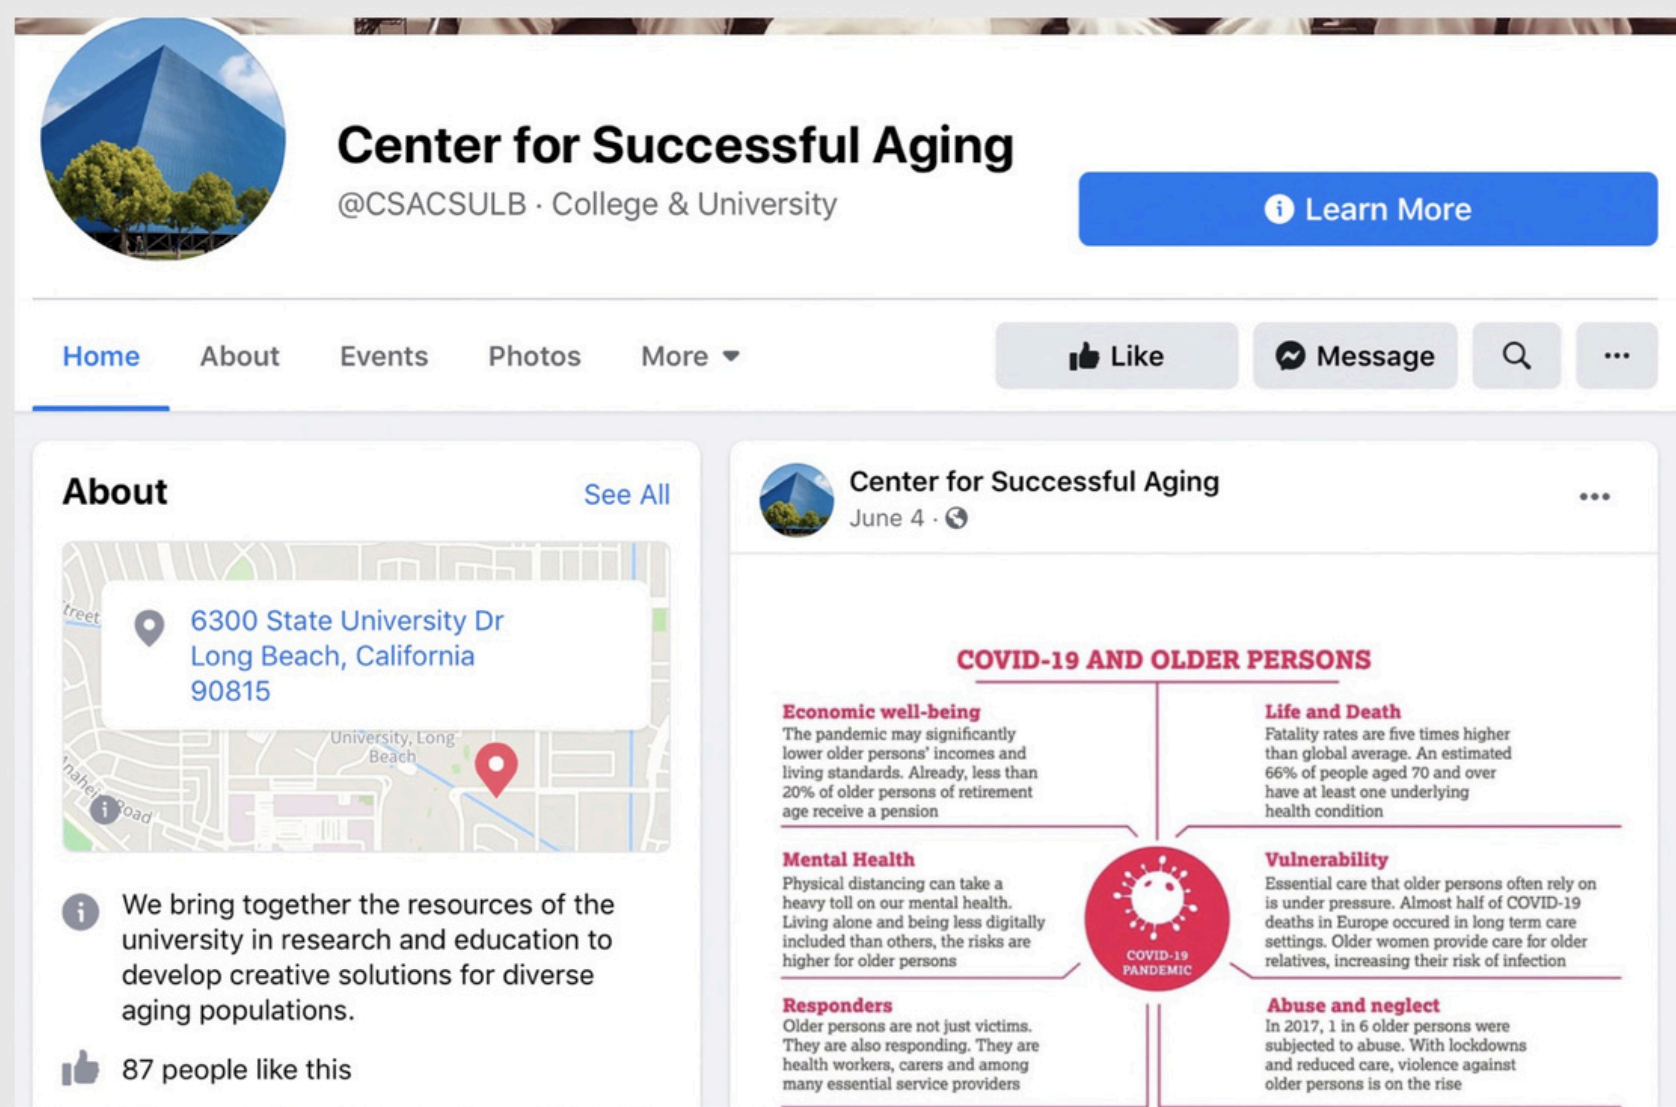 Center for Successful Aging
@CSACSULB · College & University
Learn More
Home
About
Events
Photos
More
Like
Message
About
See All
treet
6300 State University Dr
Long Beach, California
90815
University, Long
Beach
Anaheim Road
We bring together the resources of the
university in research and education to
develop creative solutions for diverse
aging populations.
87 people like this
Center for Successful Aging
June 4 ·
COVID-19 AND OLDER PERSONS
Economic well-being
The pandemic may significantly
lower older persons' incomes and
living standards. Already, less than
20% of older persons of retirement
age receive a pension
Life and Death
Fatality rates are five times higher
than global average. An estimated
66% of people aged 70 and over
have at least one underlying
health condition
Mental Health
Physical distancing can take a
heavy toll on our mental health.
Living alone and being less digitally
included than others, the risks are
higher for older persons
COVID-19
PANDEMIC
Vulnerability
Essential care that older persons often rely on
is under pressure. Almost half of COVID-19
deaths in Europe occured in long term care
settings. Older women provide care for older
relatives, increasing their risk of infection
Responders
Older persons are not just victims.
They are also responding. They are
health workers, carers and among
many essential service providers
Abuse and neglect
In 2017, 1 in 6 older persons were
subjected to abuse. With lockdowns
and reduced care, violence against
older persons is on the rise